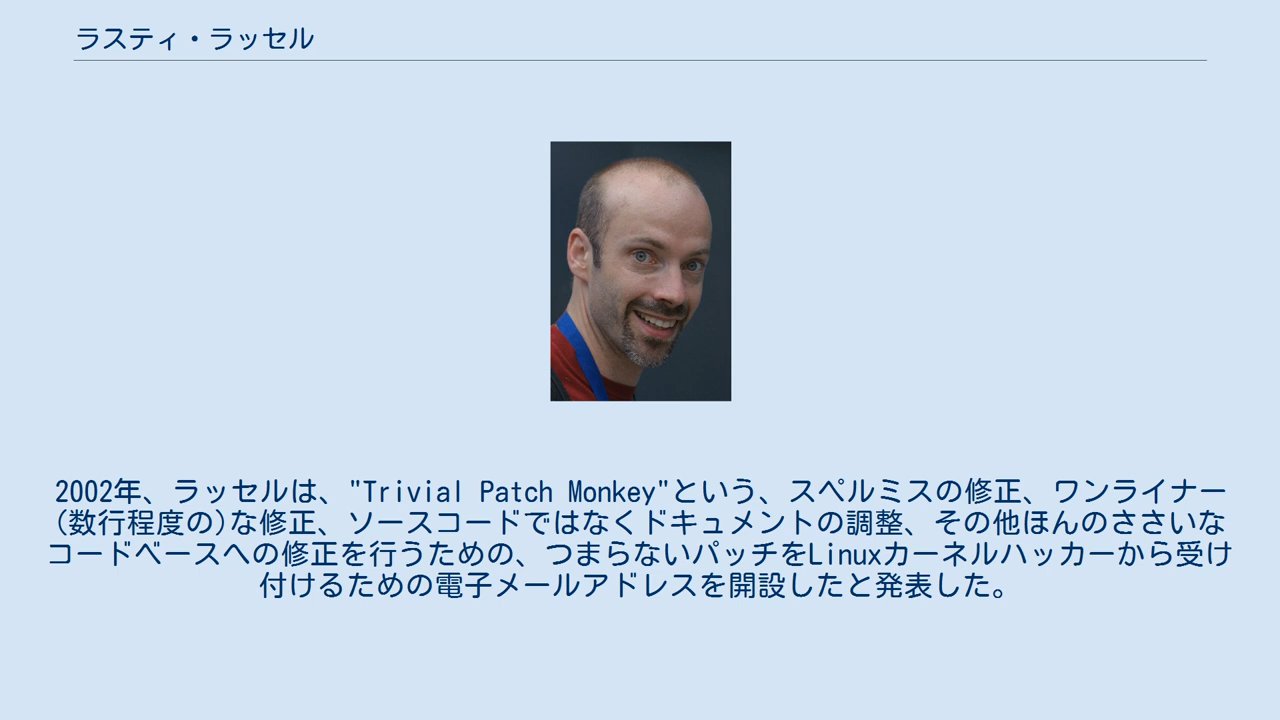 ラスティ・ラッセル
2002年、ラッセルは、"Trivial Patch Monkey"という、スペルミスの修正、ワンライナー
(数行程度の)な修正、ソースコードではなくドキュメントの調整、その他ほんのささいな
コードベースへの修正を行うための、つまらないパッチをLinuxカーネルハッカーから受け
付けるための電子メールアドレスを開設したと発表した。